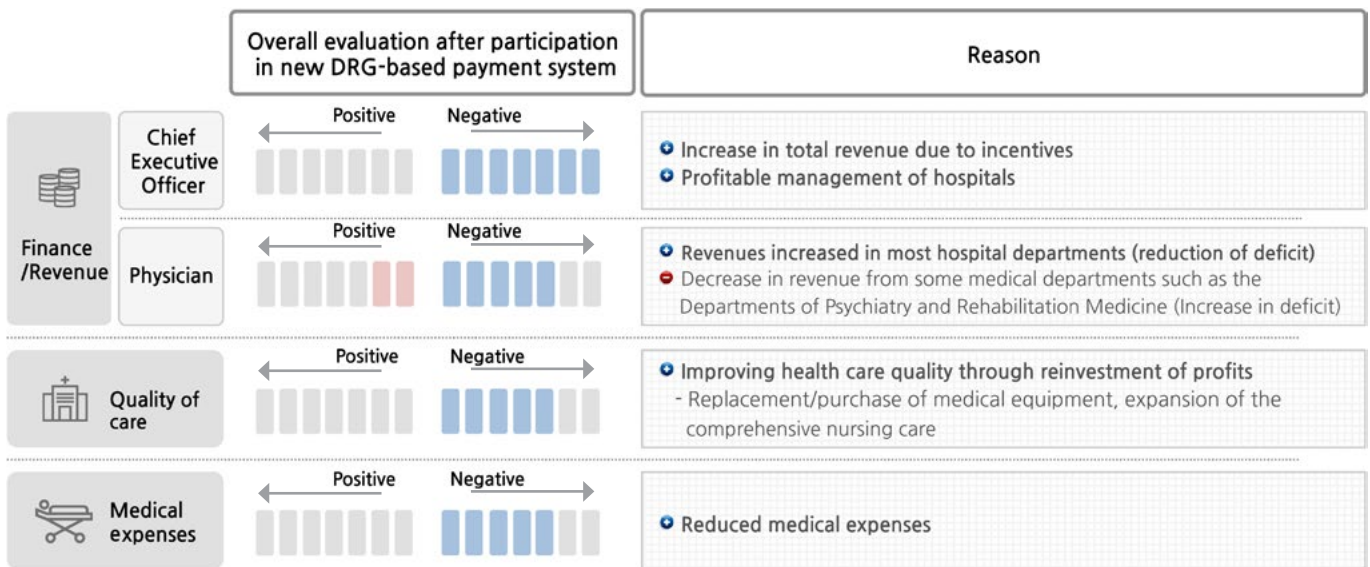 Overall evaluation after participation
in new DRG-based payment system
Reason
Finance
/Revenue
Chief
Executive
Officer
Positive
Negative
Increase in total revenue due to incentives
Profitable management of hospitals
Physician
Positive
Negative
Revenues increased in most hospital departments (reduction of deficit)
Decrease in revenue from some medical departments such as the
Departments of Psychiatry and Rehabilitation Medicine (Increase in deficit)
Quality of
care
Positive
Negative
Improving health care quality through reinvestment of profits
- Replacement/purchase of medical equipment, expansion of the
comprehensive nursing care
Medical
expenses
Positive
Negative
Reduced medical expenses